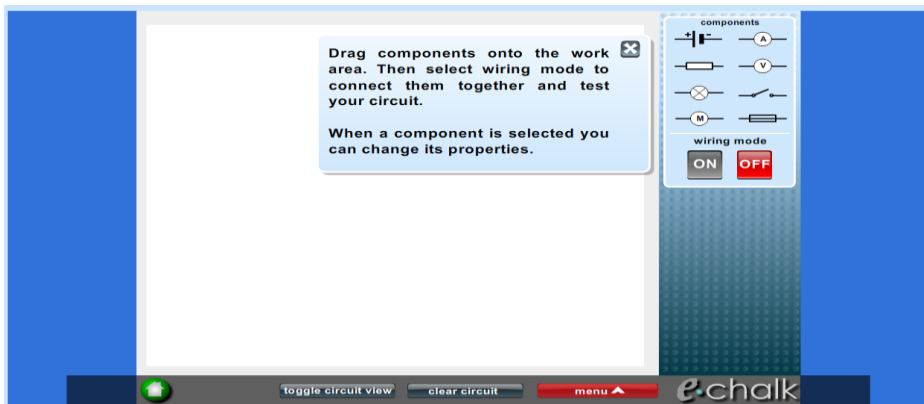 components
+ -
A
Drag components onto the work
area. Then select wiring mode to
connect them together and test
your circuit.
When a component is selected you
can change its properties.
V
M
wiring mode
ON OFF
toggle circuit view clear circuit menu e-chalk